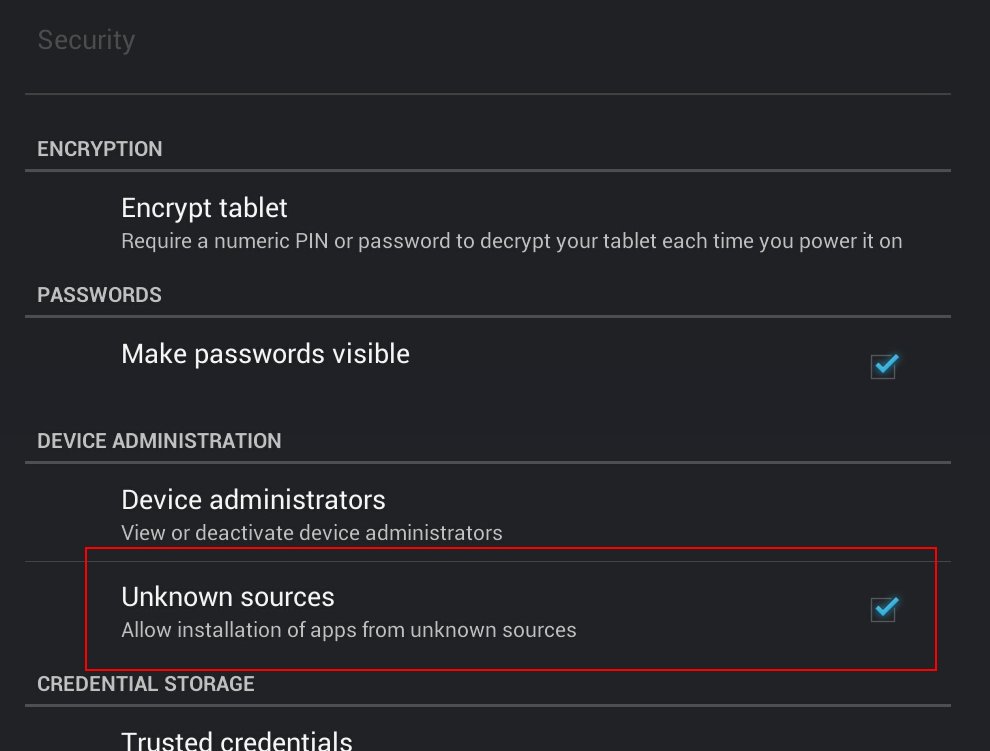 Security
ENCRYPTION
Encrypt tablet
Require a numeric PIN or password to decrypt your tablet each time you power it on
PASSWORDS
Make passwords visible
DEVICE ADMINISTRATION
Device administrators
View or deactivate device administrators
Unknown sources
Allow installation of apps from unknown sources
CREDENTIAL STORAGE
Trusted credentials